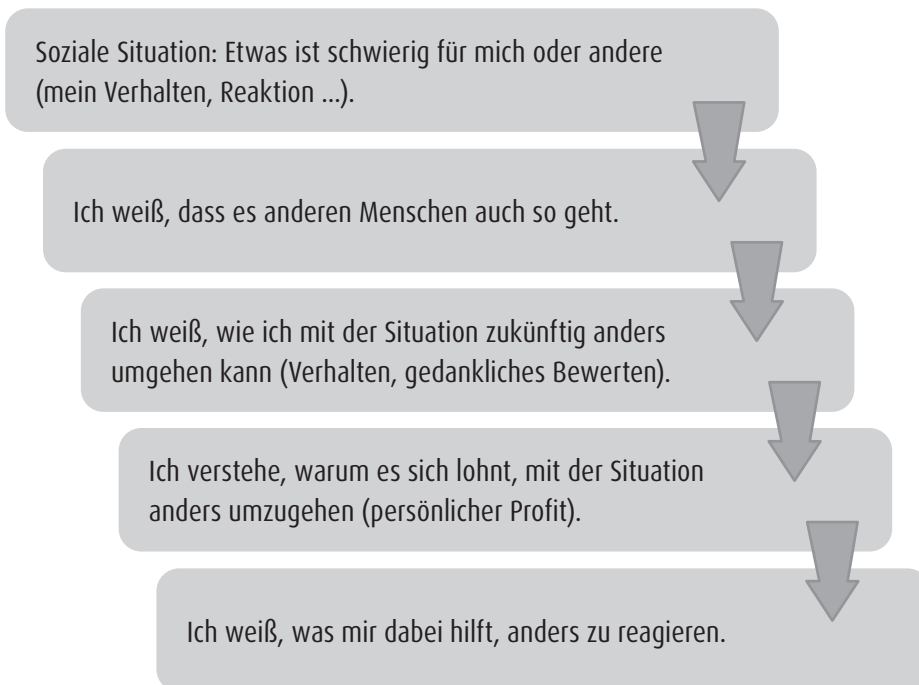 Soziale Situation: Etwas ist schwierig für mich oder andere
(mein Verhalten, Reaktion ...).
Ich weiß, dass es anderen Menschen auch so geht.
Ich weiß, wie ich mit der Situation zukünftig anders
umgehen kann (Verhalten, gedankliches Bewerten).
Ich verstehe, warum es sich lohnt, mit der Situation
anders umzugehen (persönlicher Profit).
Ich weiß, was mir dabei hilft, anders zu reagieren.